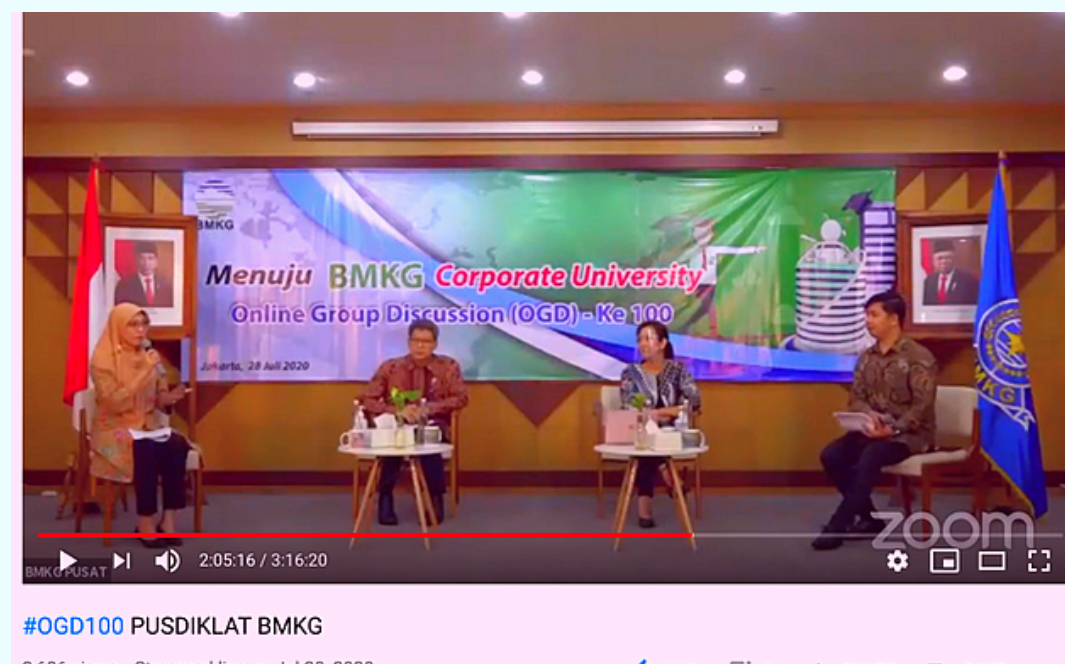 BMKG
Menuju BMKG Corporate University
Online Group Discussion (OGD) - Ke 100
Jakarta, 28 Juli 2020
BMKG
zoom
2:05:16 / 3:16:20
BMKG PUSAT
#OGD100 PUSDIKLAT BMKG